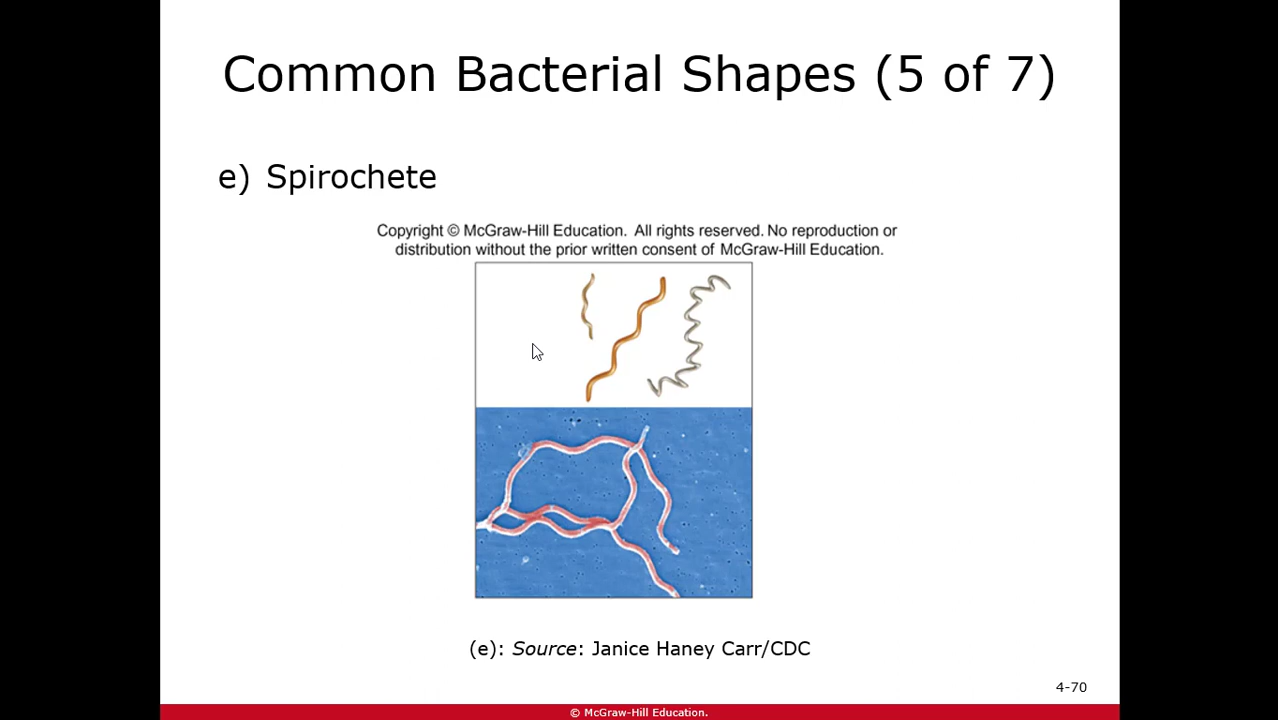 Common Bacterial Shapes (5 of 7)
e) Spirochete
Copyright © McGraw-Hill Education. All rights reserved. No reproduction or
distribution without the prior written consent of McGraw-Hill Education.
(e): Source: Janice Haney Carr/CDC
4-70
© McGraw-Hill Education.